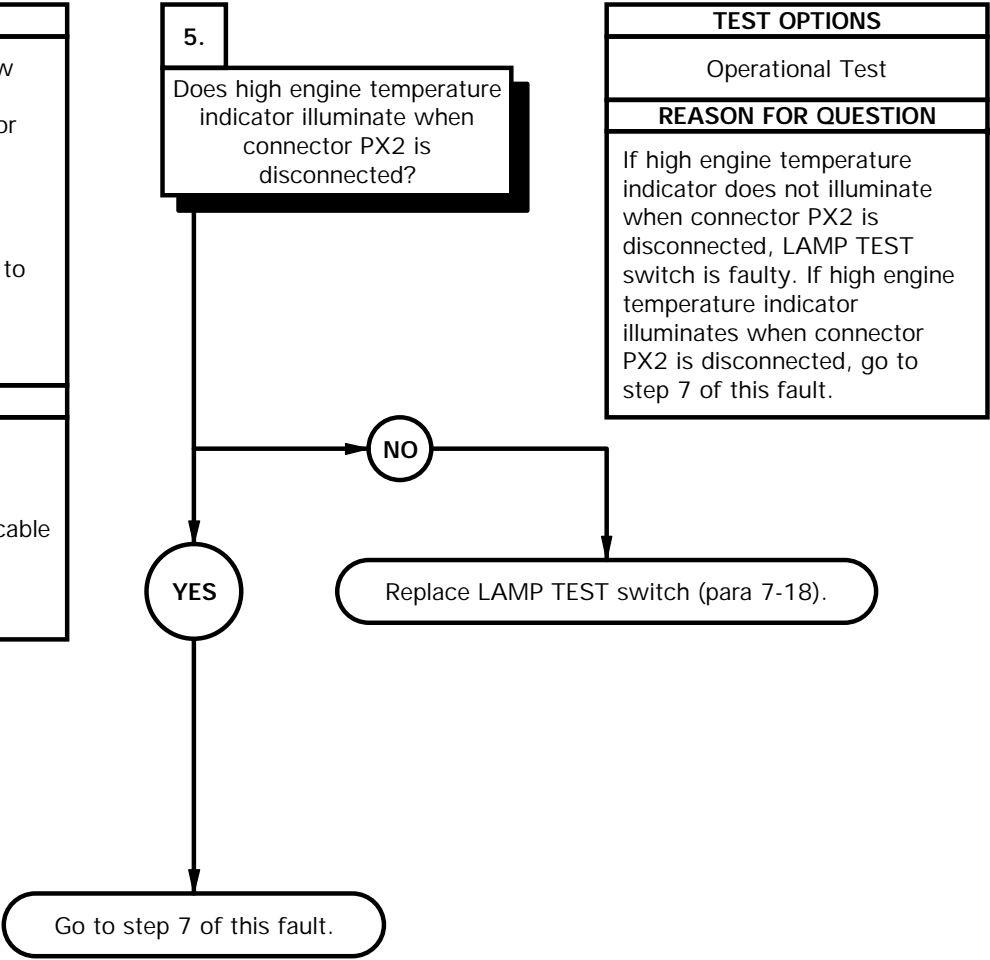 w
or
to
cable
5.
Does high engine temperature
indicator illuminate when
connector PX2 is
disconnected?
NO
YES
Replace LAMP TEST switch (para 7-18).
Go to step 7 of this fault.
TEST OPTIONS
Operational Test
REASON FOR QUESTION
If high engine temperature
indicator does not illuminate
when connector PX2 is
disconnected, LAMP TEST
switch is faulty. If high engine
temperature indicator
illuminates when connector
PX2 is disconnected, go to
step 7 of this fault.